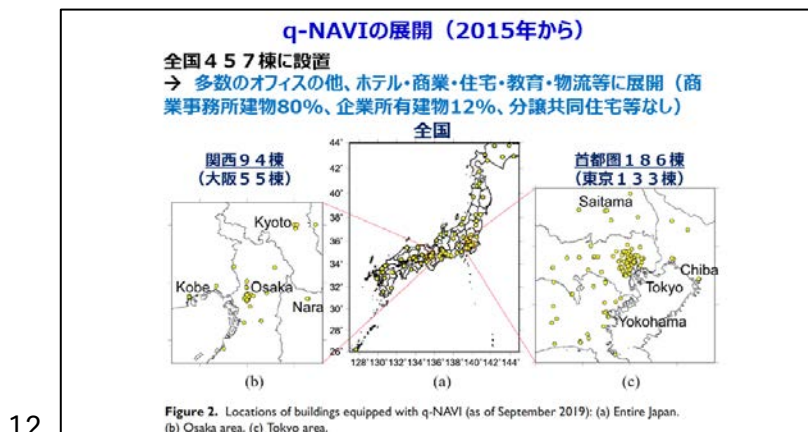 q-NAVIの展開(2015年から)
全国457棟に設置
→ 多数のオフィスの他、ホテル・商業・住宅・教育・物流等に展開(商
業事務所建物80%、企業所有建物12%、分譲共同住宅等なし)
全国
関西94棟
(大阪55棟)
首都圏186棟
(東京133棟)
44˚
42˚
40˚
38˚
36˚
34˚
32˚
30˚
28˚
26˚
128˚130˚132˚134˚136˚138˚140˚142˚144˚
Kyoto
Kobe
Osaka
Nara
Saitama
Chiba
Tokyo
Yokohama
(b)
(a)
(c)
Figure 2. Locations of buildings equipped with q-NAVI (as of September 2019): (a) Entire Japan.
(b) Osaka area. (c) Tokyo area.
12